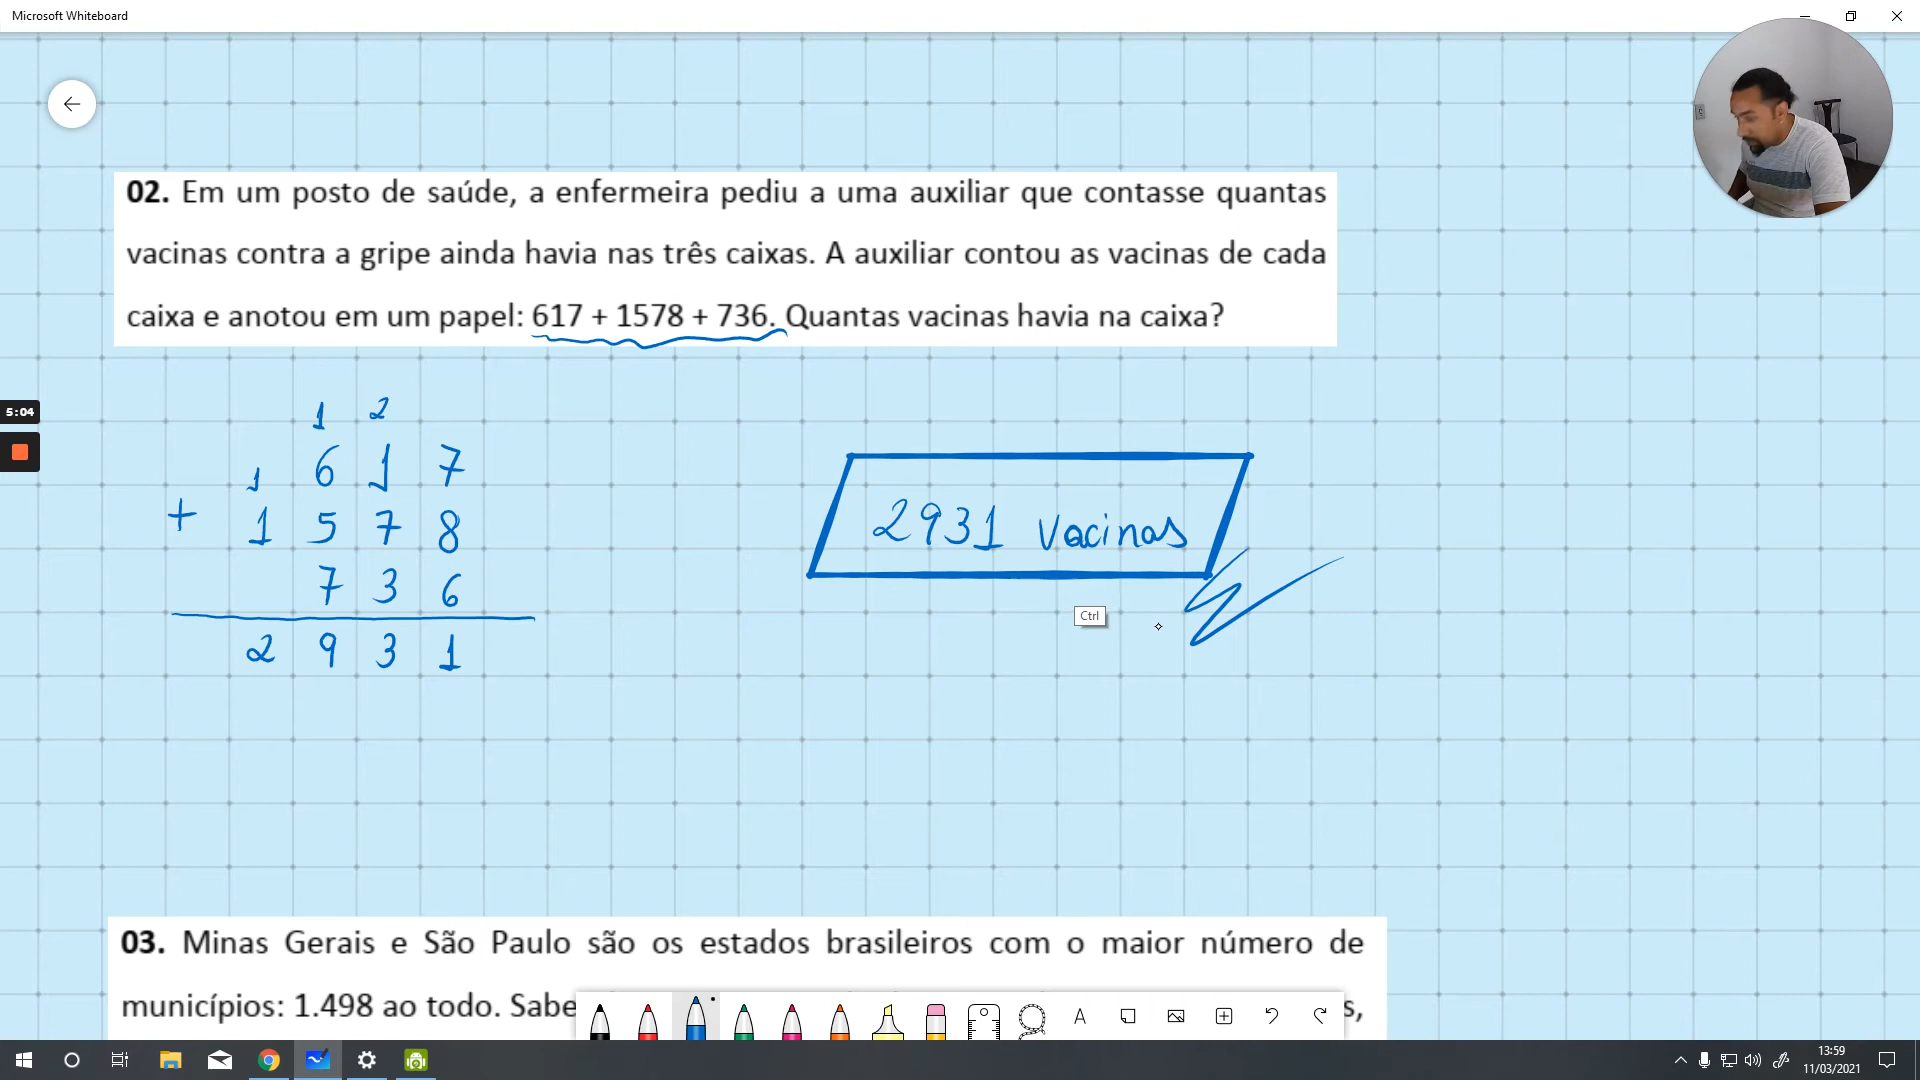 Microsoft Whiteboard
02. Em um posto de saúde, a enfermeira pediu a uma auxiliar que contasse quantas
vacinas contra a gripe ainda havia nas três caixas. A auxiliar contou as vacinas de cada
caixa e anotou em um papel: 617 + 1578 + 736. Quantas vacinas havia na caixa?
5:04
1 2
1 6 1 7
+ 1 5 7 8
7 3 6
2 9 3 1
2931 vacinas
Ctrl
03. Minas Gerais e São Paulo são os estados brasileiros com o maior número de
municípios: 1.498 ao todo.
A
13:59
11/03/2021